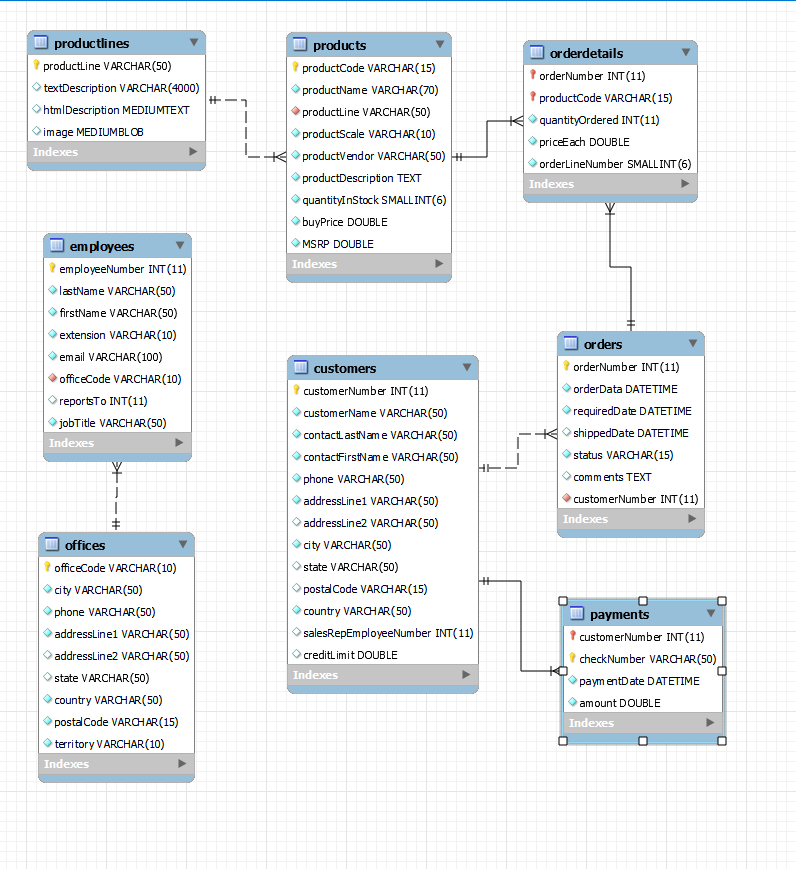 productlines
productLine VARCHAR(50)
textDescription VARCHAR(4000)
htmlDescription MEDIUMTEXT
image MEDIUMBLOB
Indexes
products
productCode VARCHAR(15)
productName VARCHAR(70)
productLine VARCHAR(50)
productScale VARCHAR(10)
productVendor VARCHAR(50)
productDescription TEXT
quantityInStock SMALLINT(6)
buyPrice DOUBLE
MSRP DOUBLE
Indexes
orderdetails
orderNumber INT(11)
productCode VARCHAR(15)
quantityOrdered INT(11)
priceEach DOUBLE
orderLineNumber SMALLINT(6)
Indexes
employees
employeeNumber INT(11)
lastName VARCHAR(50)
firstName VARCHAR(50)
extension VARCHAR(10)
email VARCHAR(100)
officeCode VARCHAR(10)
reportsTo INT(11)
jobTitle VARCHAR(50)
Indexes
customers
customerNumber INT(11)
customerName VARCHAR(50)
contactLastName VARCHAR(50)
contactFirstName VARCHAR(50)
phone VARCHAR(50)
addressLine1 VARCHAR(50)
addressLine2 VARCHAR(50)
city VARCHAR(50)
state VARCHAR(50)
postalCode VARCHAR(15)
country VARCHAR(50)
salesRepEmployeeNumber INT(11)
creditLimit DOUBLE
Indexes
orders
orderNumber INT(11)
orderData DATETIME
requiredDate DATETIME
shippedDate DATETIME
status VARCHAR(15)
comments TEXT
customerNumber INT(11)
Indexes
offices
officeCode VARCHAR(10)
city VARCHAR(50)
phone VARCHAR(50)
addressLine1 VARCHAR(50)
addressLine2 VARCHAR(50)
state VARCHAR(50)
country VARCHAR(50)
postalCode VARCHAR(15)
territory VARCHAR(10)
Indexes
payments
customerNumber INT(11)
checkNumber VARCHAR(50)
paymentDate DATETIME
amount DOUBLE
Indexes